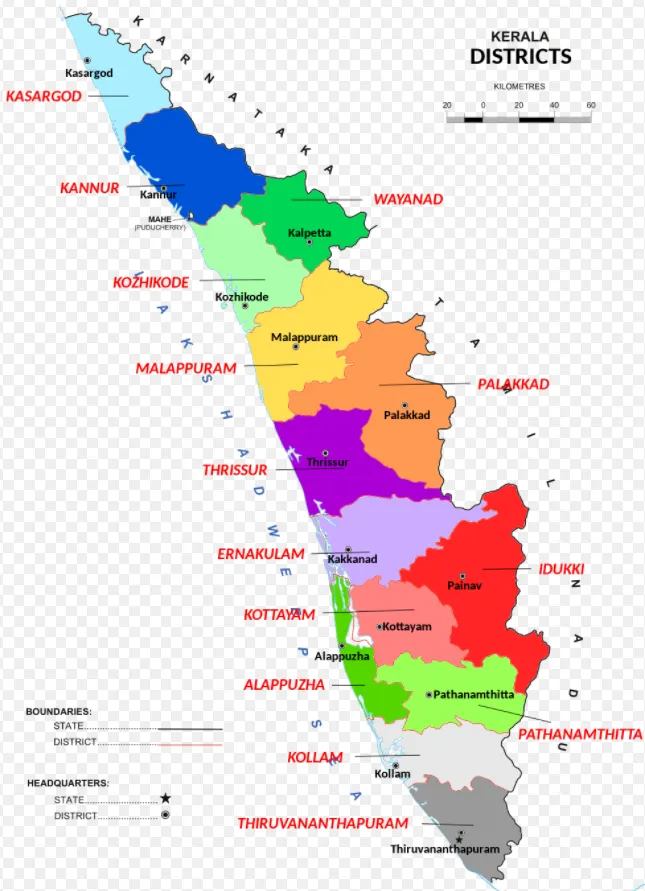 KERALA
DISTRICTS
KILOMETRES
20 0 20 40 60
KARNATAKA
Kasargod
KASARGOD
KANNUR
Kannur
WAYANAD
MAHE
(PUDUCHERRY)
Kalpetta
KOZHIKODE
Kozhikode
LAKSHADWEEP SEA
TAMIL NADU
Malappuram
MALAPPURAM
PALAKKAD
Palakkad
Thrissur
THRISSUR
ERNAKULAM
Kakkanad
IDUKKI
Painav
KOTTAYAM
Kottayam
Alappuzha
ALAPPUZHA
Pathanamthitta
PATHANAMTHITTA
KOLLAM
Kollam
THIRUVANANTHAPURAM
Thiruvananthapuram
BOUNDARIES:
STATE
DISTRICT
HEADQUARTERS:
STATE
DISTRICT